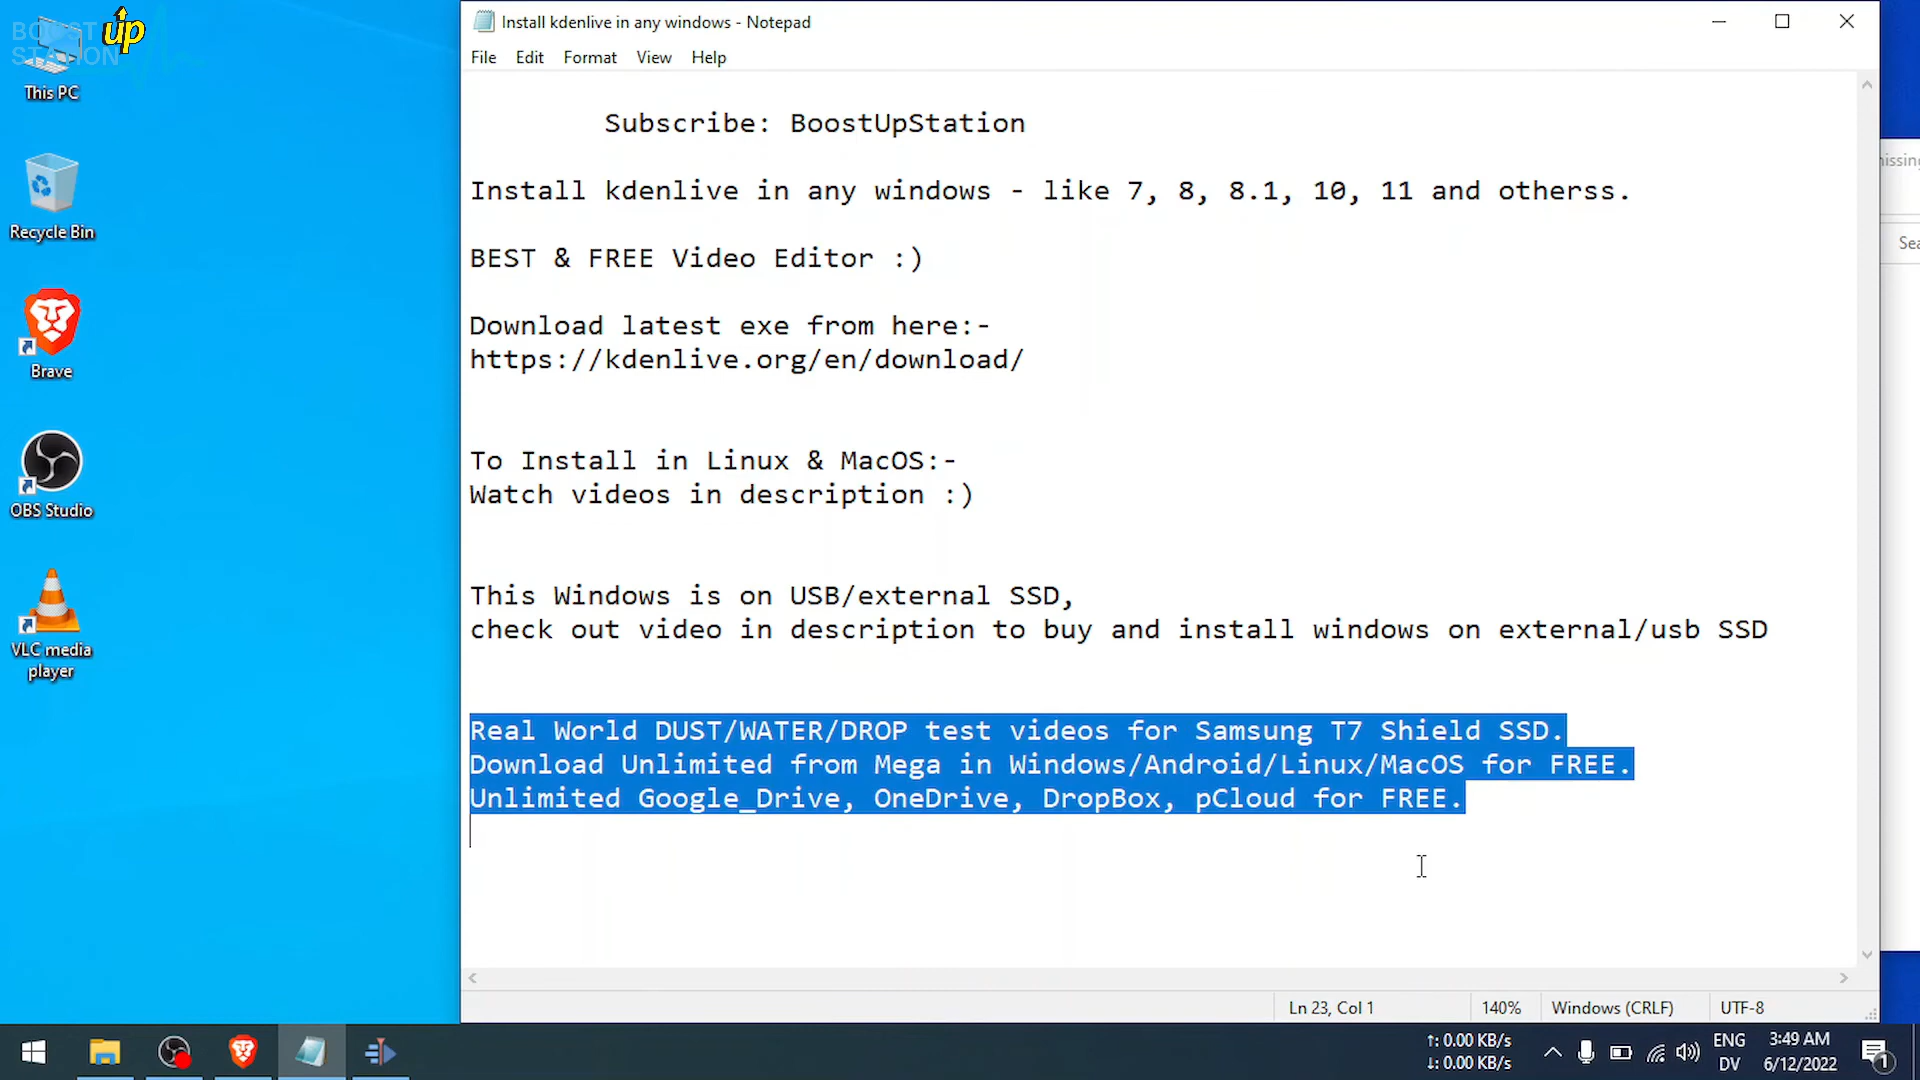 BOOST up
STATION
This PC
Recycle Bin
Brave
OBS Studio
VLC media
player
Install kdenlive in any windows - Notepad
File Edit Format View Help
Subscribe: BoostUpStation
Install kdenlive in any windows - like 7, 8, 8.1, 10, 11 and otherss.
BEST & FREE Video Editor :)
Download latest exe from here:-
https://kdenlive.org/en/download/
To Install in Linux & MacOS:-
Watch videos in description :)
This Windows is on USB/external SSD,
check out video in description to buy and install windows on external/usb SSD
Real World DUST/WATER/DROP test videos for Samsung T7 Shield SSD.
Download Unlimited from Mega in Windows/Android/Linux/MacOS for FREE.
Unlimited Google_Drive, OneDrive, DropBox, pCloud for FREE.
Ln 23, Col 1 140% Windows (CRLF) UTF-8
↑: 0.00 KB/s
↓: 0.00 KB/s
ENG
DV
3:49 AM
6/12/2022
1